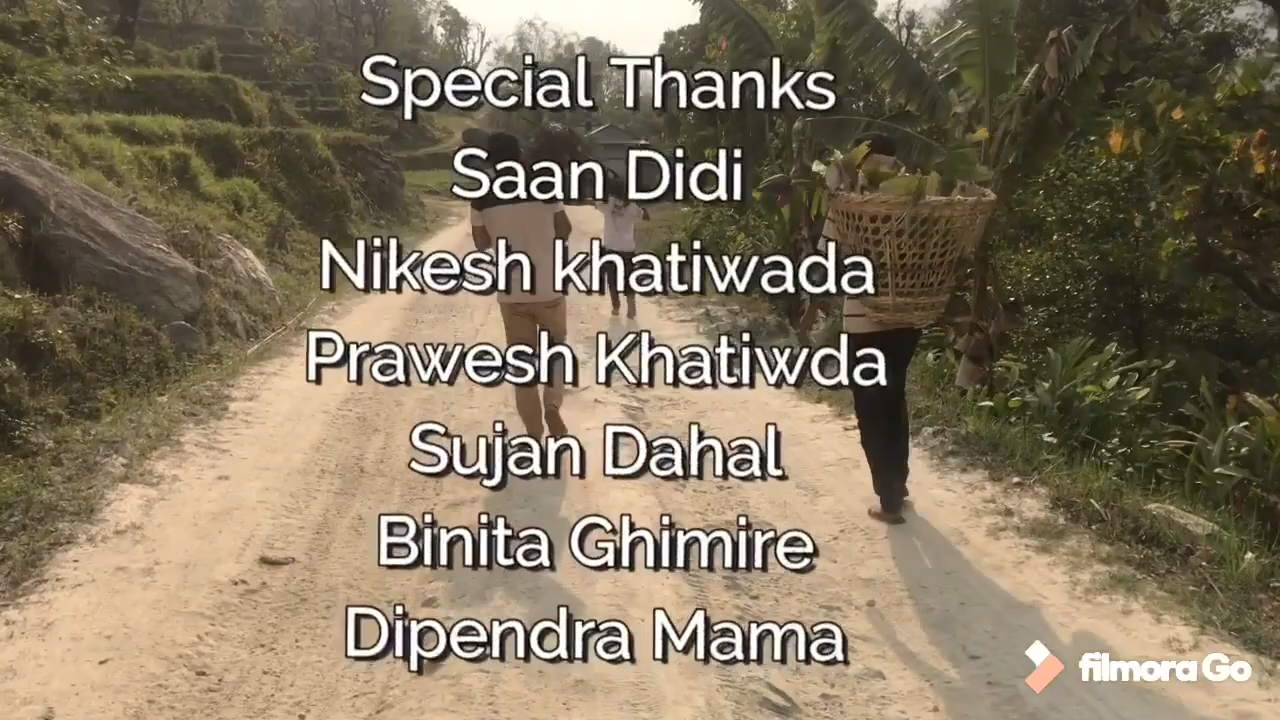 Special Thanks
Saan Didi
Nikesh khatiwada
Prawesh Khatiwda
Sujan Dahal
Binita Ghimire
Dipendra Mama
filmora Go